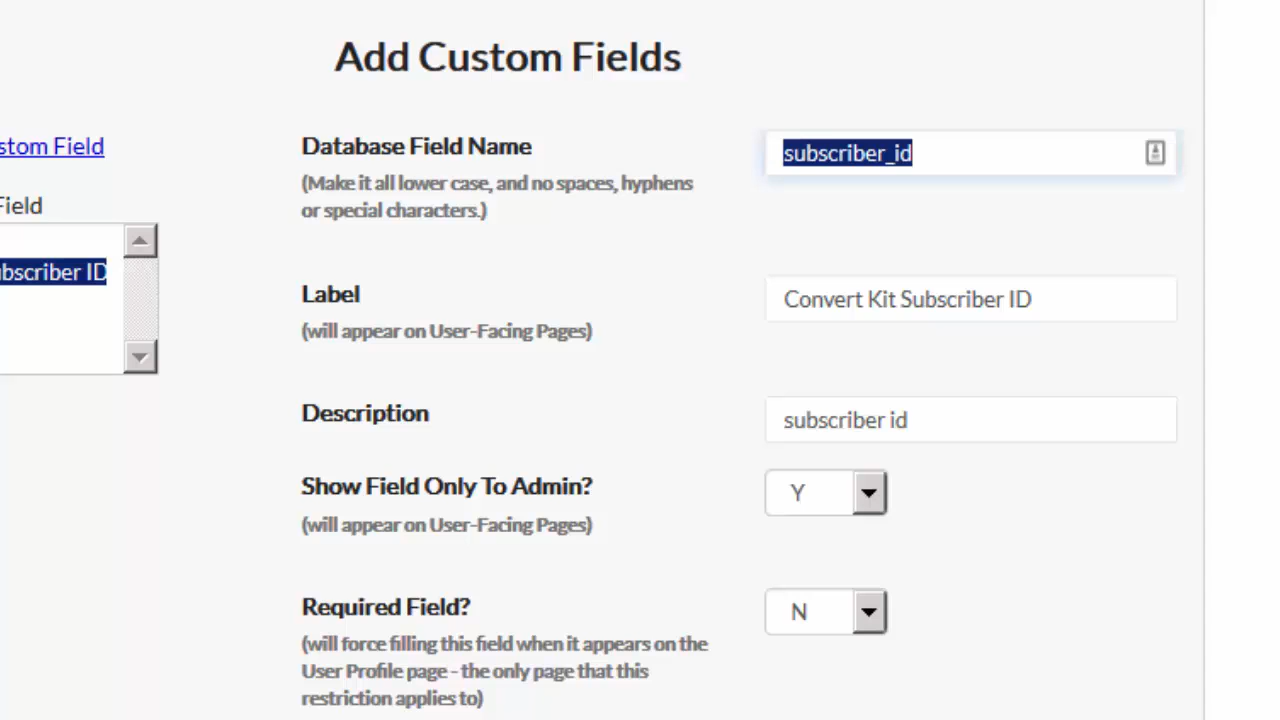 Add Custom Fields
stom Field
Field
bscriber ID
Database Field Name
(Make it all lower case, and no spaces, hyphens
or special characters.)
subscriber_id
Label
(will appear on User-Facing Pages)
Convert Kit Subscriber ID
Description
subscriber id
Show Field Only To Admin?
(will appear on User-Facing Pages)
Y
Required Field?
(will force filling this field when it appears on the
User Profile page - the only page that this
restriction applies to)
N